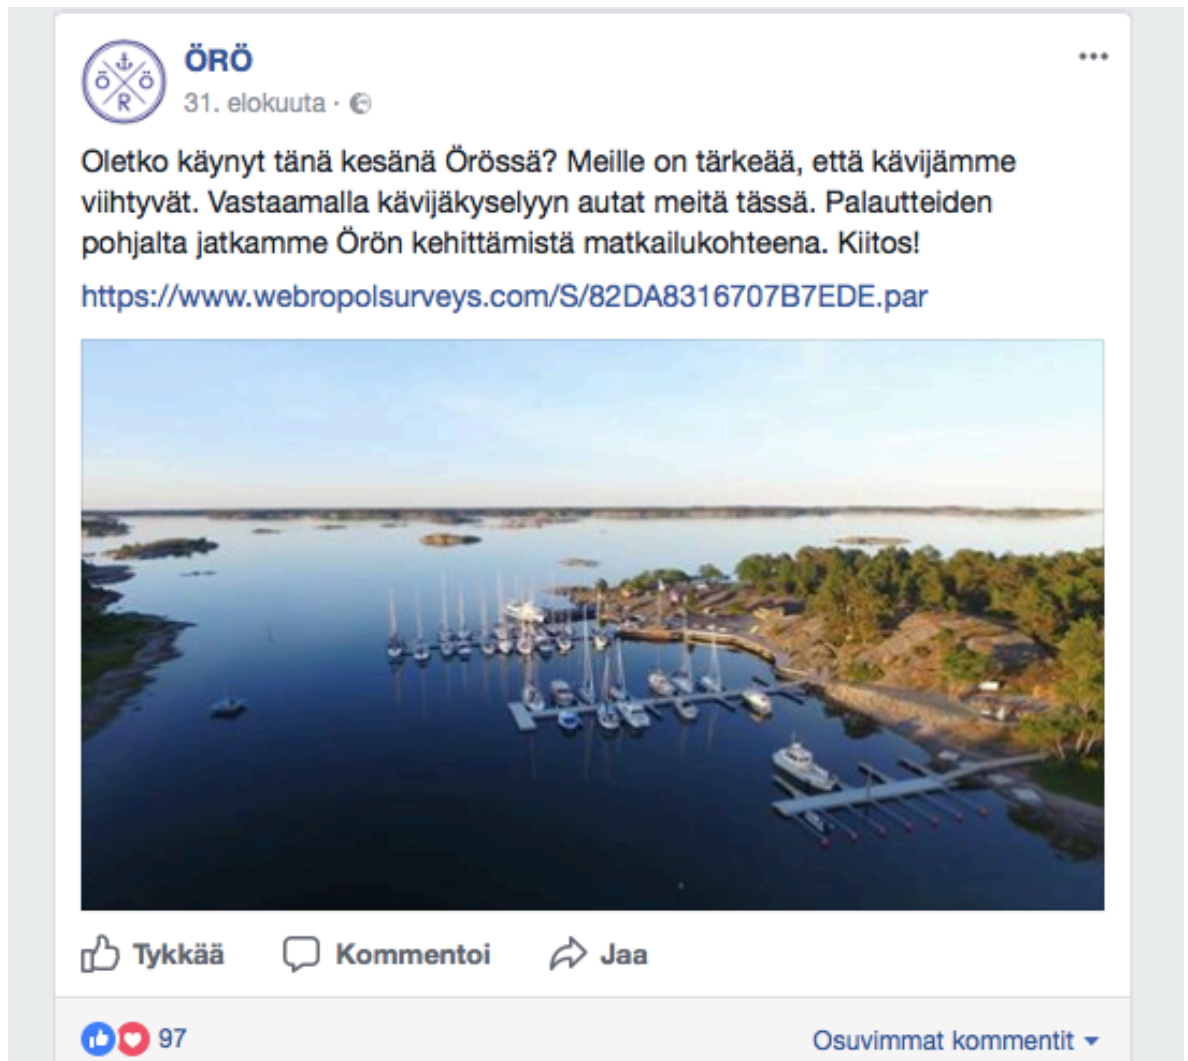 ÖRÖ
Ö Ö
R
31. elokuuta ·
Oletko käynyt tänä kesänä Örössä? Meille on tärkeää, että kävijämme
viihtyvät. Vastaamalla kävijäkyselyyn autat meitä tässä. Palautteiden
pohjalta jatkamme Örön kehittämistä matkailukohteena. Kiitos!
https://www.webropolsurveys.com/S/82DA8316707B7EDE.par
Tykkää Kommentoi Jaa
97 Osuvimmat kommentit